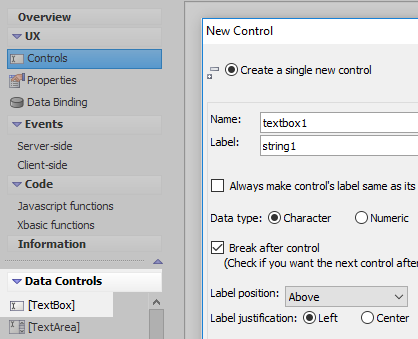 Overview
UX
Controls
Properties
Data Binding
Events
Server-side
Client-side
Code
Javascript functions
Xbasic functions
Information
Data Controls
[TextBox]
[TextArea]
New Control
Create a single new control
Name: textbox1
Label: string1
Always make control's label same as its
Data type: Character Numeric
Break after control
(Check if you want the next control after
Label position: Above
Label justification: Left Center